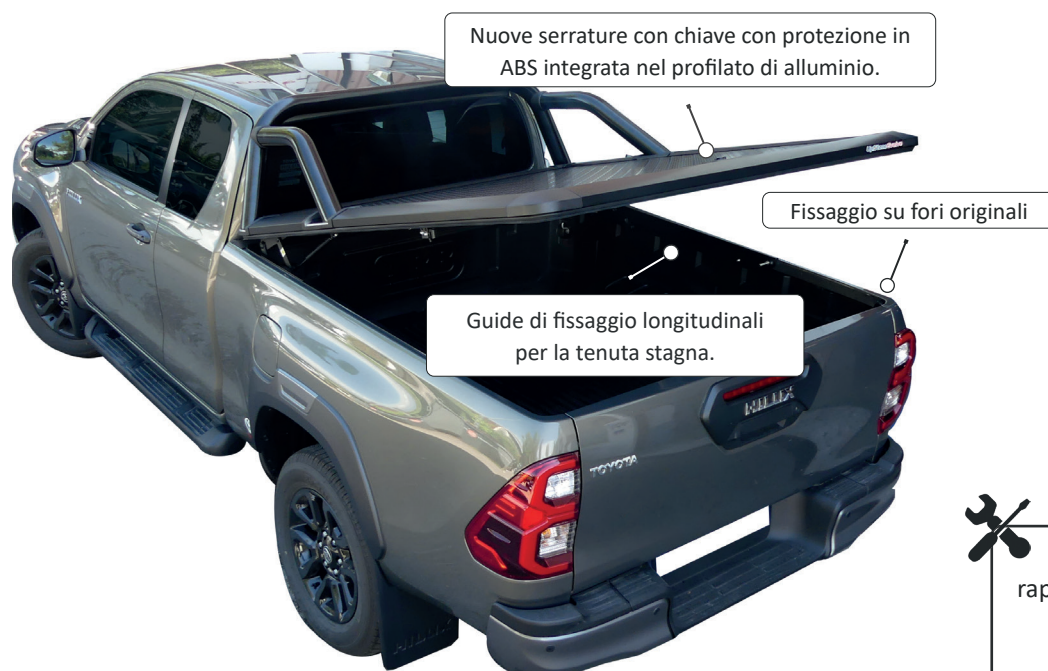 Nuove serrature con chiave con protezione in
ABS integrata nel profilato di alluminio.
Fissaggio su fori originali
Guide di fissaggio longitudinali
per la tenuta stagna.
HILUX
TOYOTA
HILUX
rap